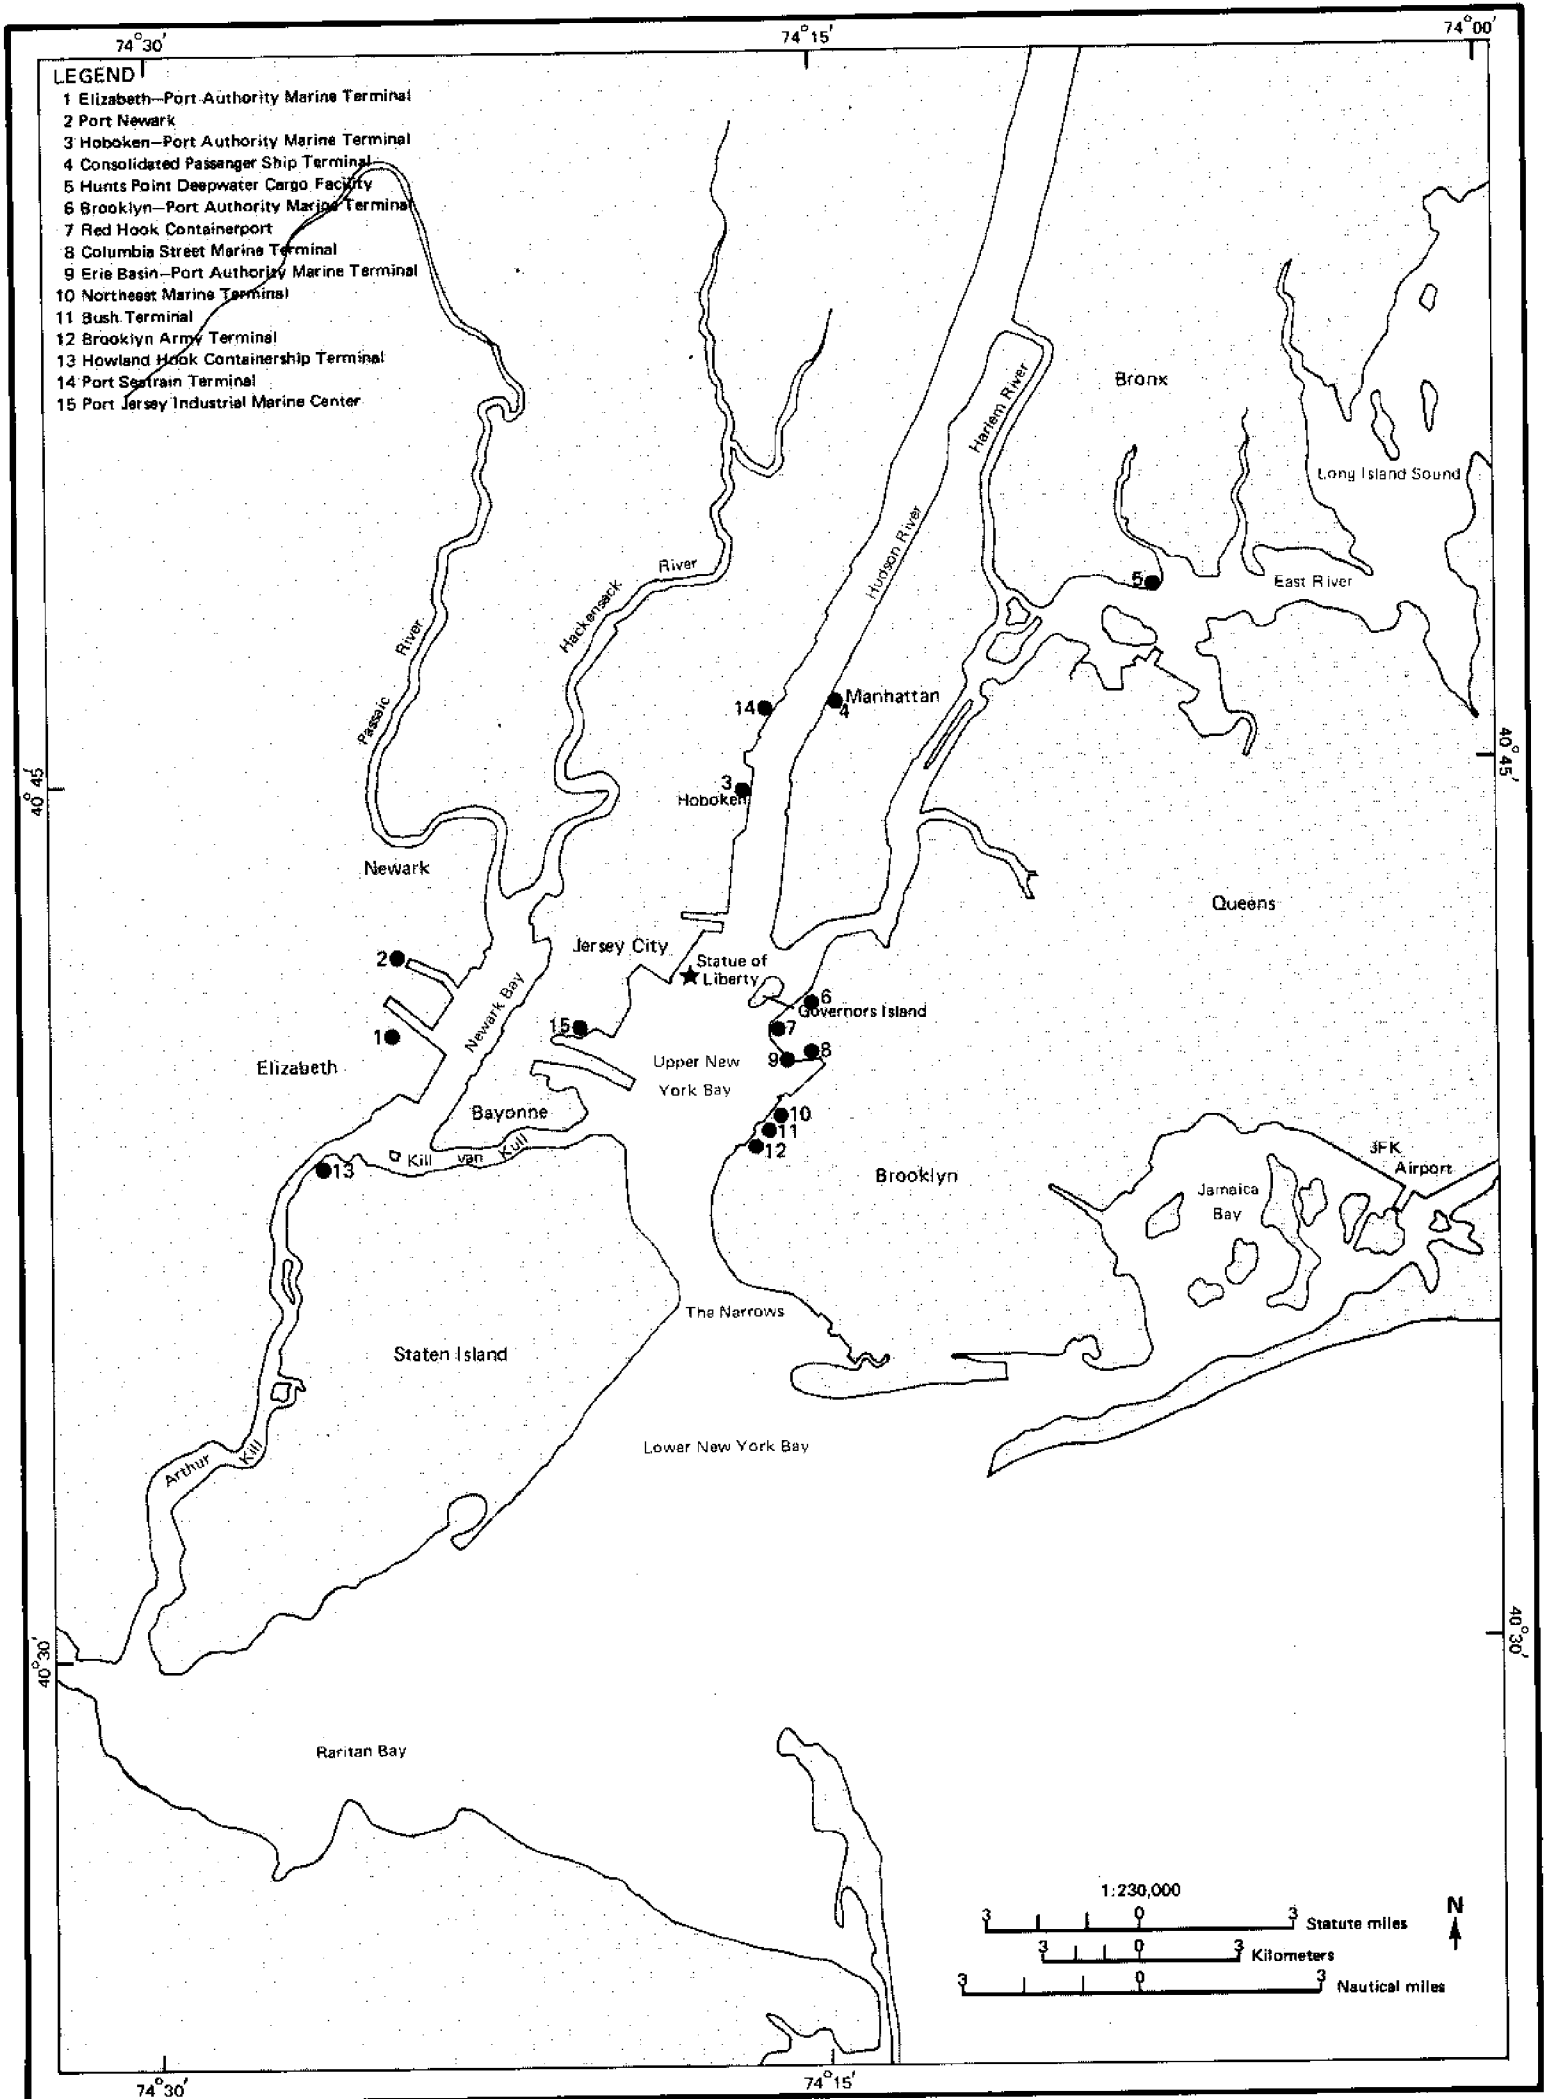 74°30′
74°15′
74°00′
LEGEND
1 Elizabeth—Port Authority Marine Terminal
2 Port Newark
3 Hoboken—Port Authority Marine Terminal
4 Consolidated Passenger Ship Terminal
5 Hunts Point Deepwater Cargo Facility
6 Brooklyn—Port Authority Marine Terminal
7 Red Hook Containerport
8 Columbia Street Marine Terminal
9 Erie Basin—Port Authority Marine Terminal
10 Northeast Marine Terminal
11 Bush Terminal
12 Brooklyn Army Terminal
13 Howland Hook Containership Terminal
14 Port Seatrain Terminal
15 Port Jersey Industrial Marine Center
Bronx
Harlem River
Long Island Sound
Hudson River
Hackensack River
East River
5
Passaic River
14
4
Manhattan
40°45′
40°45′
3
Hoboken
Newark
Queens
Jersey City
2
Statue of
Liberty
Newark Bay
6
Governors Island
15
7
1
Elizabeth
Upper New
York Bay
9
8
Bayonne
10
11
12
Kill van Kull
13
Brooklyn
JFK
Airport
Jamaica
Bay
The Narrows
Staten Island
Lower New York Bay
Arthur Kill
40°30′
40°30′
Raritan Bay
1:230,000
3 0 3 Statute miles
3 0 3 Kilometers
3 0 3 Nautical miles
N
74°30′
74°15′